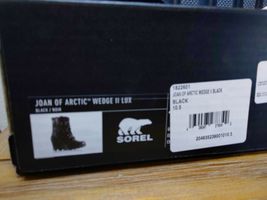 JOAN OF ARCTIC™ WEDGE II LUX
BLACK / NOIR
SOREL
1822601
JOAN OF ARCTIC WEDGE II BLACK
BLACK
10.5